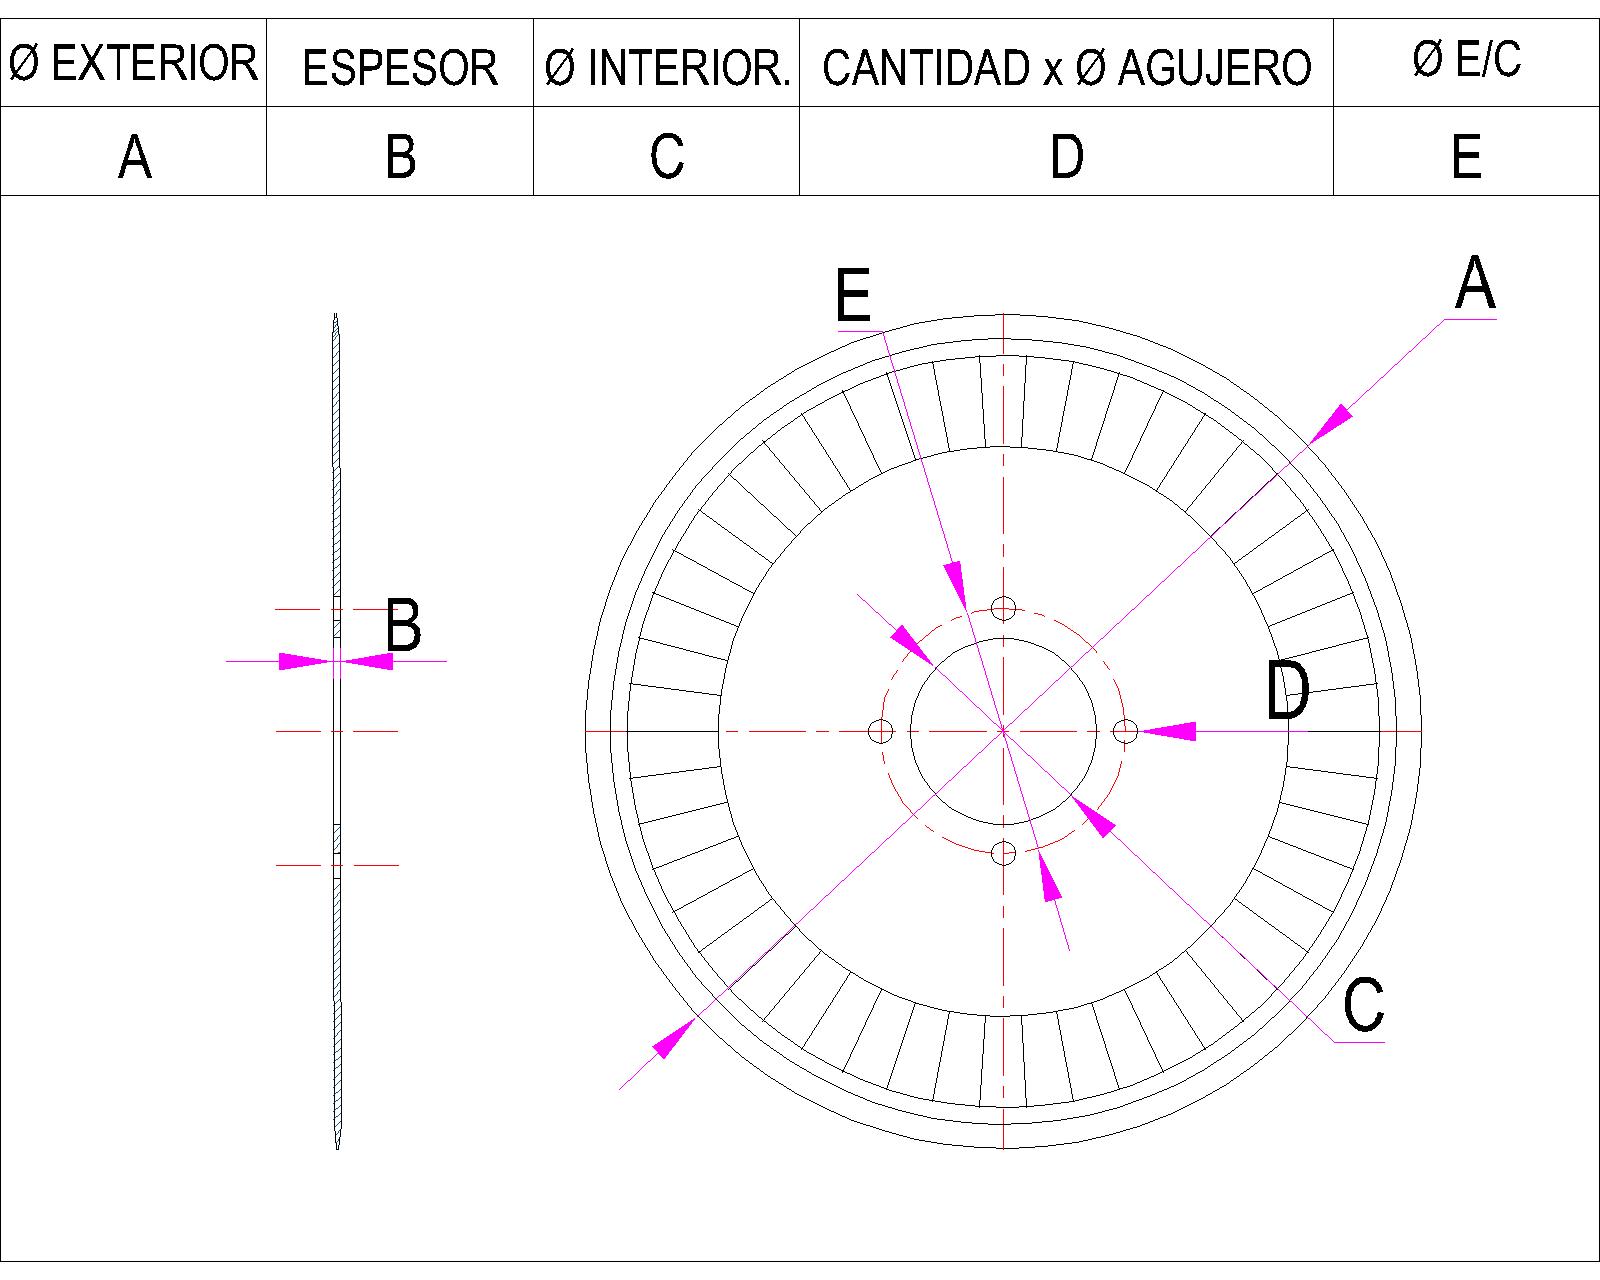 Ø EXTERIOR ESPESOR Ø INTERIOR. CANTIDAD x Ø AGUJERO Ø E/C
A B C D E
E
A
B
D
C